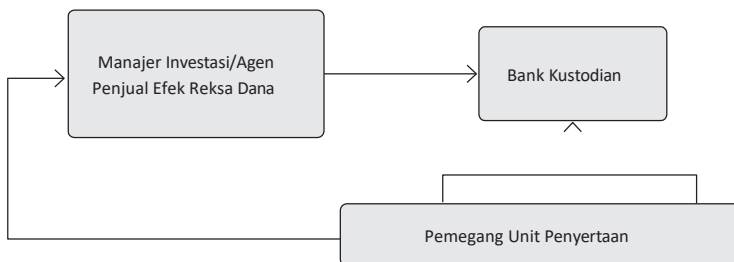 Manajer Investasi/Agen
Penjual Efek Reksa Dana
Bank Kustodian
Pemegang Unit Penyertaan